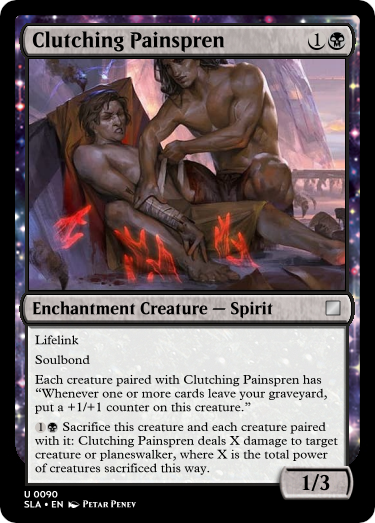 Clutching Painspren 1
Enchantment Creature — Spirit
Lifelink
Soulbond
Each creature paired with Clutching Painspren has
“Whenever one or more cards leave your graveyard,
put a +1/+1 counter on this creature.”
1 Sacrifice this creature and each creature paired
with it: Clutching Painspren deals X damage to target
creature or planeswalker, where X is the total power
of creatures sacrificed this way.
1/3
U 0090
SLA • EN Petar Penev